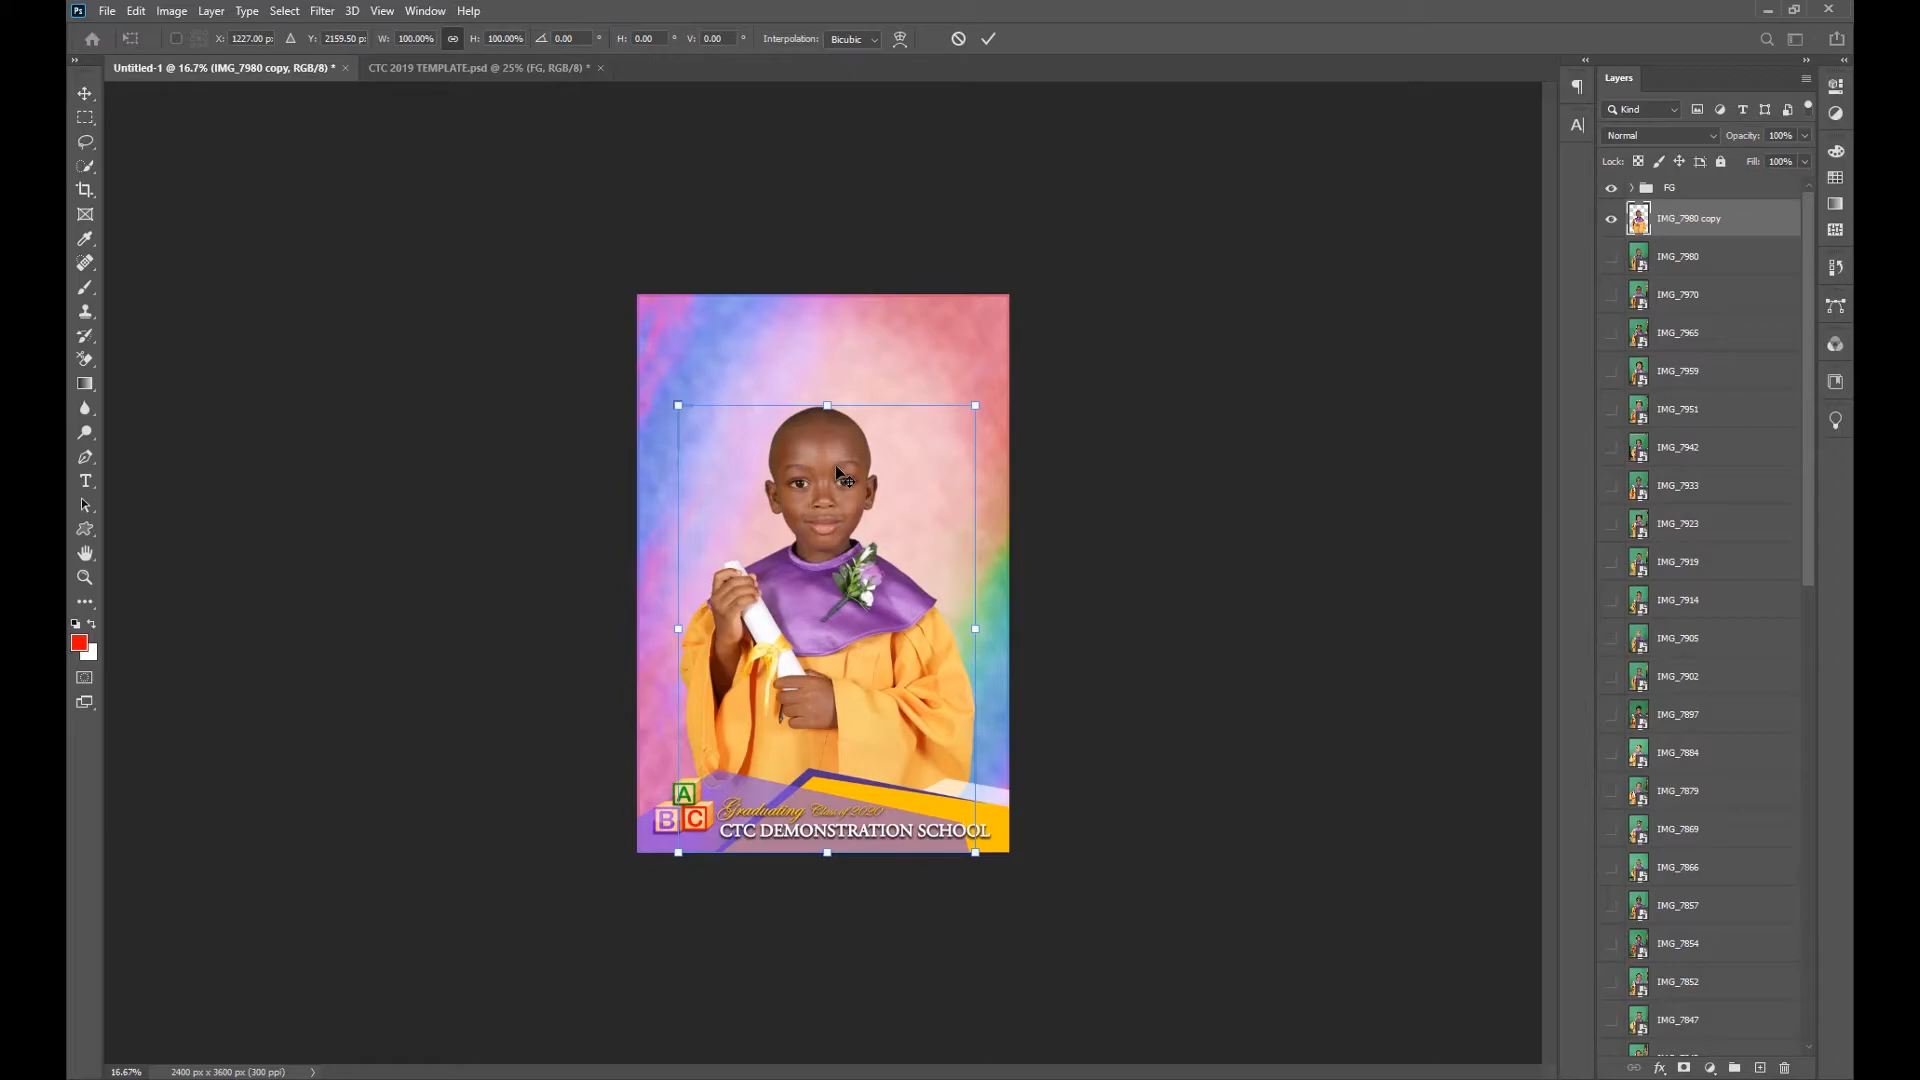 Ps File Edit Image Layer Type Select Filter 3D View Window Help
X: 1227.00 p: Y: 2159.50 p: W: 100.00% H: 100.00% 0.00 ° H: 0.00 ° V: 0.00 ° Interpolation: Bicubic
Untitled-1 @ 16.7% (IMG_7980 copy, RGB/8) * × CTC 2019 TEMPLATE.psd @ 25% (FG, RGB/8) * ×
Layers
Kind
Normal Opacity: 100%
Lock: Fill: 100%
FG
IMG_7980 copy
IMG_7980
IMG_7970
IMG_7965
IMG_7959
IMG_7951
IMG_7942
IMG_7933
IMG_7923
IMG_7919
IMG_7914
IMG_7905
IMG_7902
IMG_7897
IMG_7884
IMG_7879
IMG_7869
IMG_7866
IMG_7857
IMG_7854
IMG_7852
IMG_7847
A
B C
Graduating Class of 2020
CTC DEMONSTRATION SCHOOL
16.67% 2400 px x 3600 px (300 ppi)